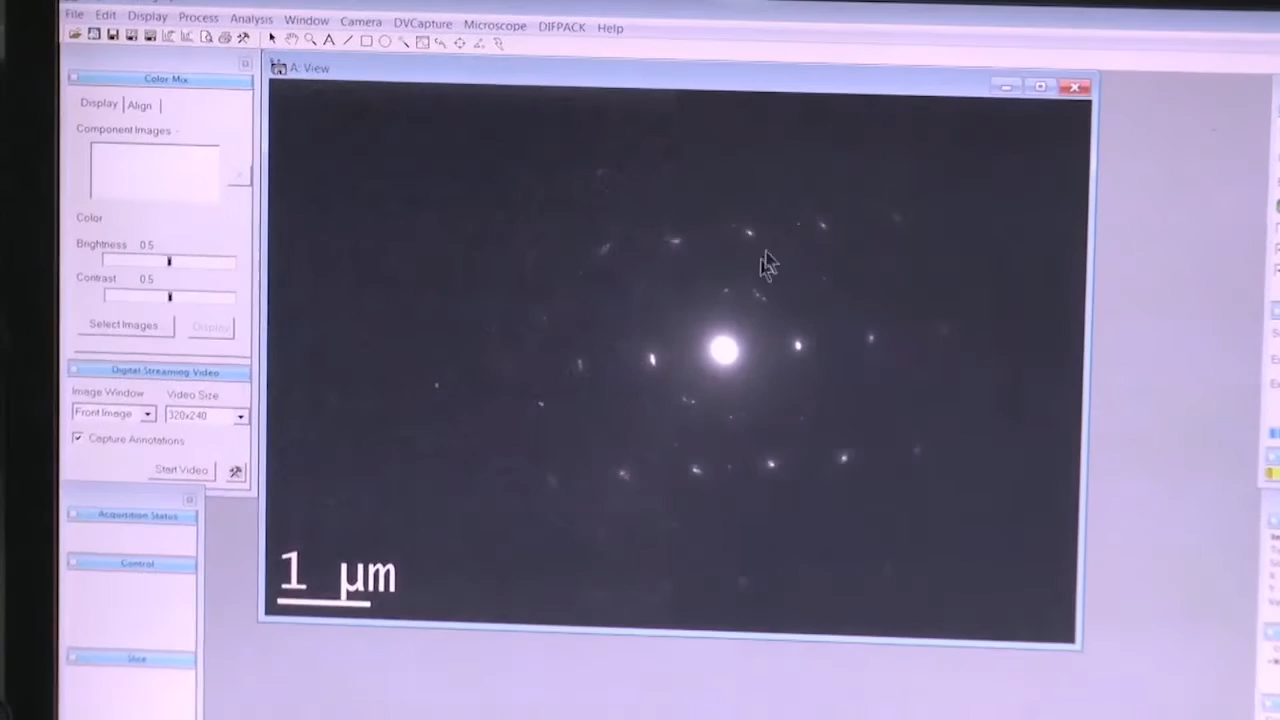 File Edit Display Process Analysis Window Camera DVCapture Microscope DIFPACK Help
A: View
Color Mix
Display Align
Component Images
Color
Brightness 0.5
Contrast 0.5
Select Images... Display
Digital Streaming Video
Image Window Video Size
Front Image 320x240
Capture Annotations
Start Video
Acquisition Status
Control
Slice
1 μm